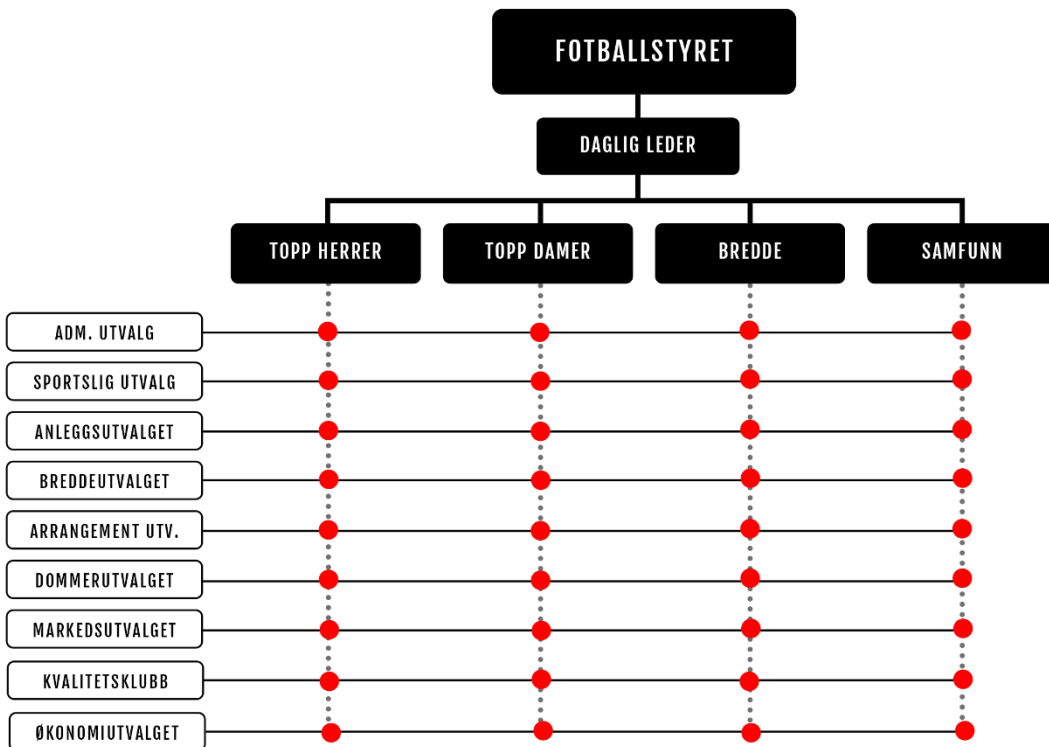 FOTBALLSTYRET
DAGLIG LEDER
TOPP HERRER
TOPP DAMER
BREDDE
SAMFUNN
ADM. UTVALG
SPORTSLIG UTVALG
ANLEGGSUTVALGET
BREDDEUTVALGET
ARRANGEMENT UTV.
DOMMERUTVALGET
MARKEDSUTVALGET
KVALITETSKLUBB
ØKONOMIUTVALGET